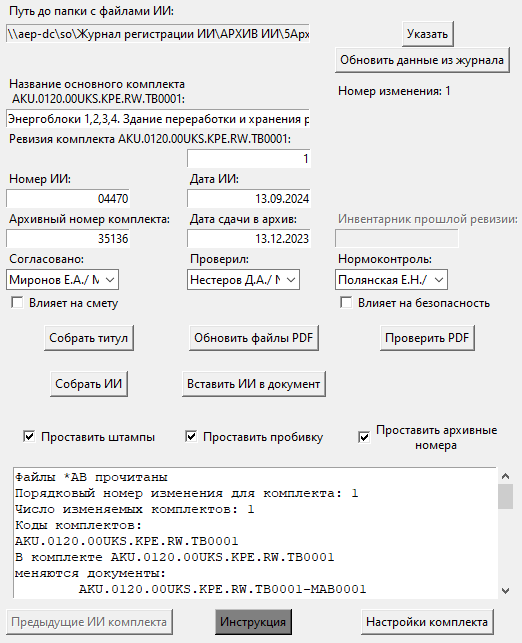 Путь до папки с файлами ИИ:
\\aep-dc\so\Журнал регистрации ИИ\АРХИВ ИИ\5Арх
Указать
Обновить данные из журнала
Название основного комплекта
AKU.0120.00UKS.KPE.RW.TB0001:
Номер изменения: 1
Энергоблоки 1,2,3,4. Здание переработки и хранения р
Ревизия комплекта AKU.0120.00UKS.KPE.RW.TB0001:
1
Номер ИИ:
Дата ИИ:
04470
13.09.2024
Архивный номер комплекта:
Дата сдачи в архив:
Инвентарник прошлой ревизии:
35136
13.12.2023
Согласовано:
Проверил:
Нормоконтроль:
Миронов Е.А./ М
Нестеров Д.А./ N
Полянская Е.Н./
Влияет на смету
Влияет на безопасность
Собрать титул
Обновить файлы PDF
Проверить PDF
Собрать ИИ
Вставить ИИ в документ
Проставить штампы
Проставить пробивку
Проставить архивные
номера
Файлы *АВ прочитаны
Порядковый номер изменения для комплекта: 1
Число изменяемых комплектов: 1
Коды комплектов:
AKU.0120.00UKS.KPE.RW.TB0001
В комплекте AKU.0120.00UKS.KPE.RW.TB0001
меняются документы:
AKU.0120.00UKS.KPE.RW.TB0001-MAB0001
Предыдущие ИИ комплекта
Инструкция
Настройки комплекта